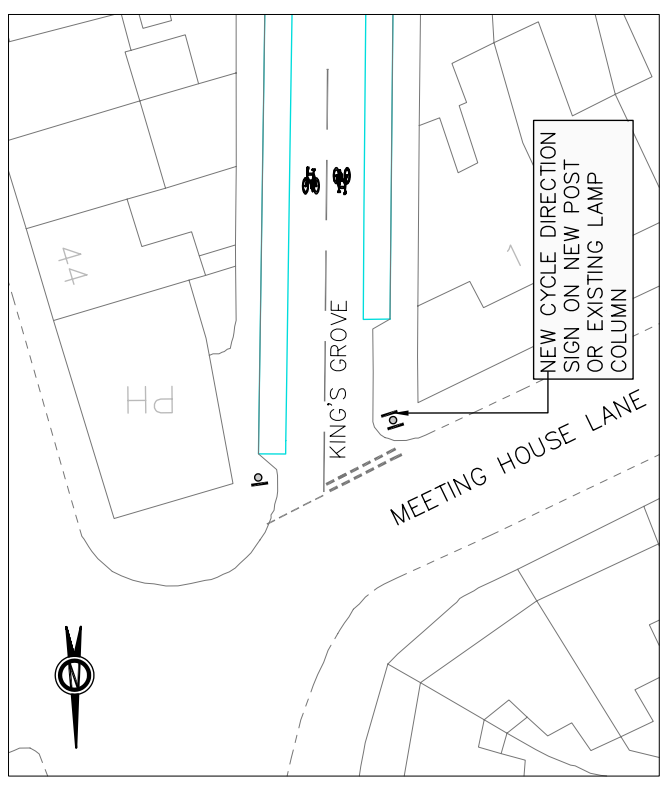 44
PH
1
KING'S GROVE
MEETING HOUSE LANE
NEW CYCLE DIRECTION
SIGN ON NEW POST
OR EXISTING LAMP
COLUMN
N